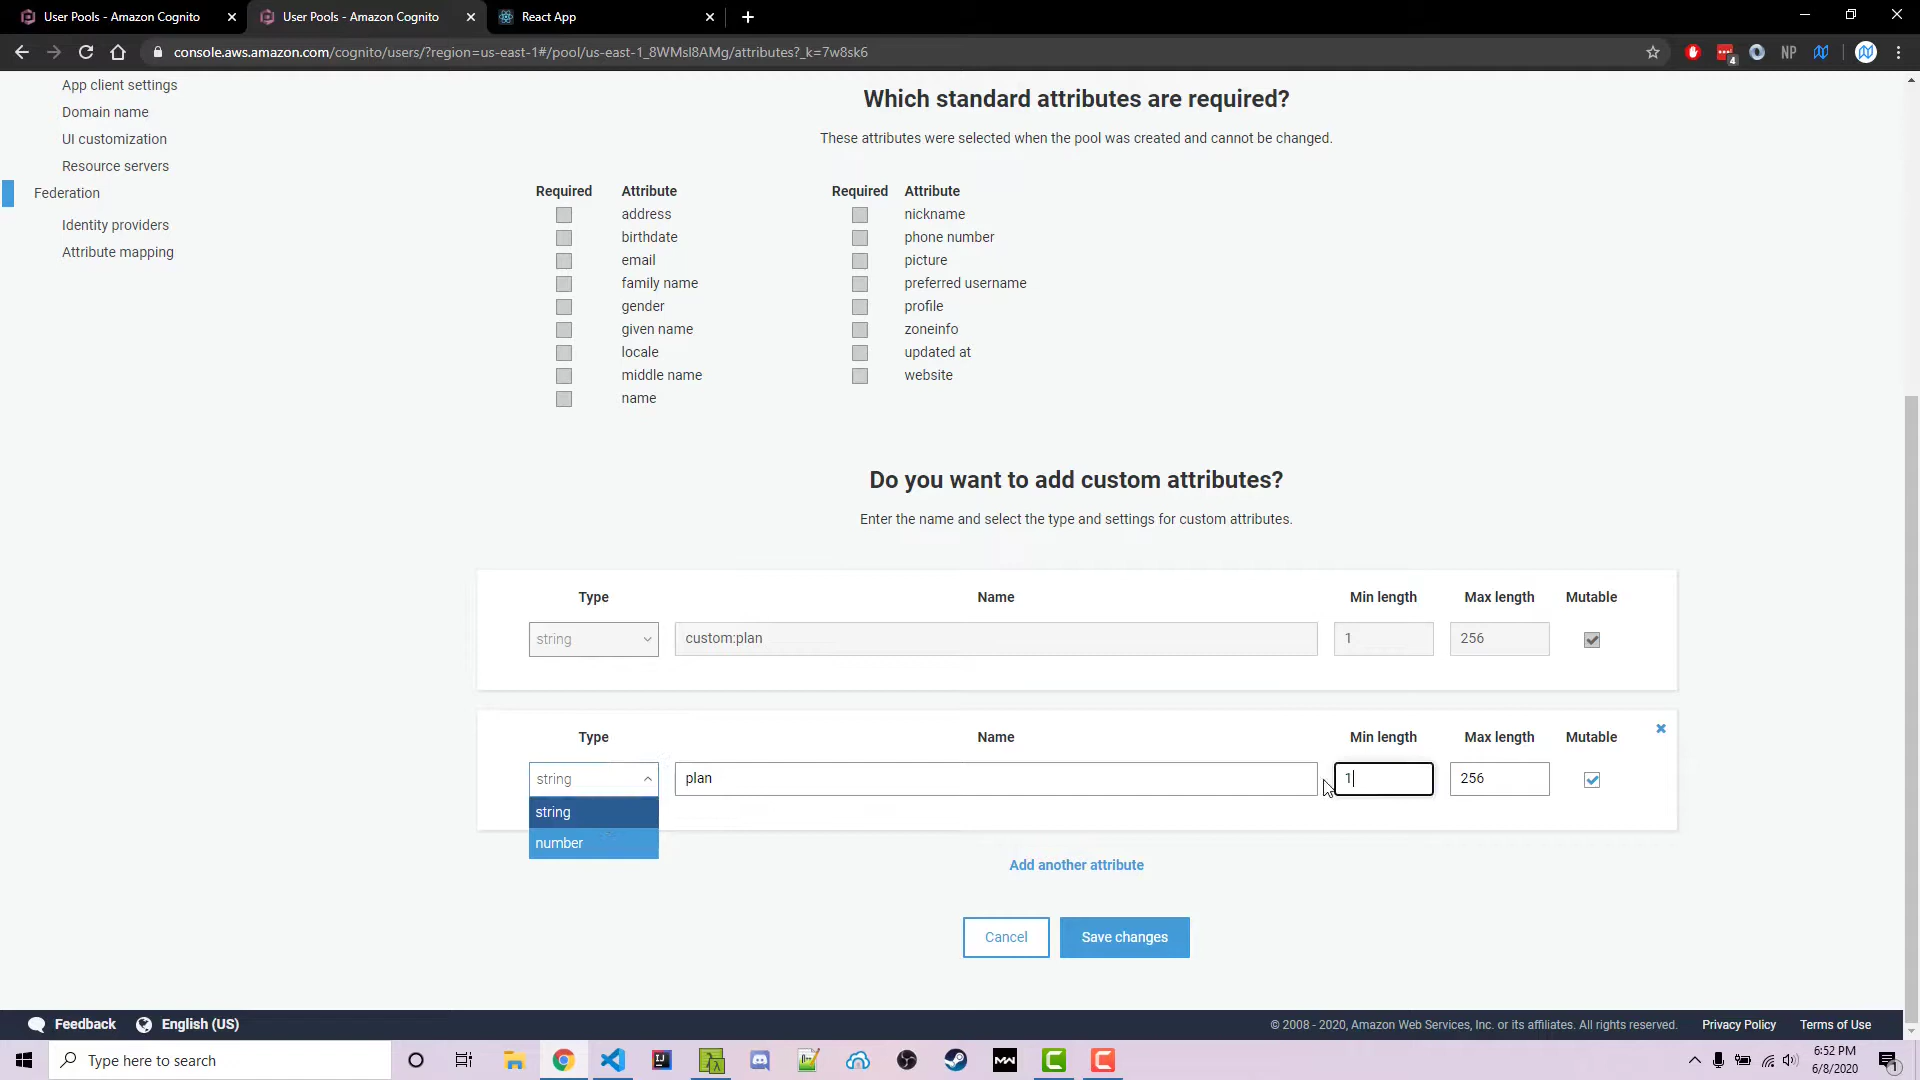 User Pools - Amazon Cognito
User Pools - Amazon Cognito
React App
console.aws.amazon.com/cognito/users/?region=us-east-1#/pool/us-east-1_8WMsI8AMg/attributes?_k=7w8sk6
4
NP
App client settings
Domain name
UI customization
Resource servers
Federation
Identity providers
Attribute mapping
Which standard attributes are required?
These attributes were selected when the pool was created and cannot be changed.
Required Attribute Required Attribute
address nickname
birthdate phone number
email picture
family name preferred username
gender profile
given name zoneinfo
locale updated at
middle name website
name
Do you want to add custom attributes?
Enter the name and select the type and settings for custom attributes.
Type Name Min length Max length Mutable
string custom:plan 1 256
Type Name Min length Max length Mutable
string plan 1 256
string
number
Add another attribute
Cancel Save changes
Feedback English (US)
© 2008 - 2020, Amazon Web Services, Inc. or its affiliates. All rights reserved. Privacy Policy Terms of Use
Type here to search
IJ
MW
6:52 PM
6/8/2020
1